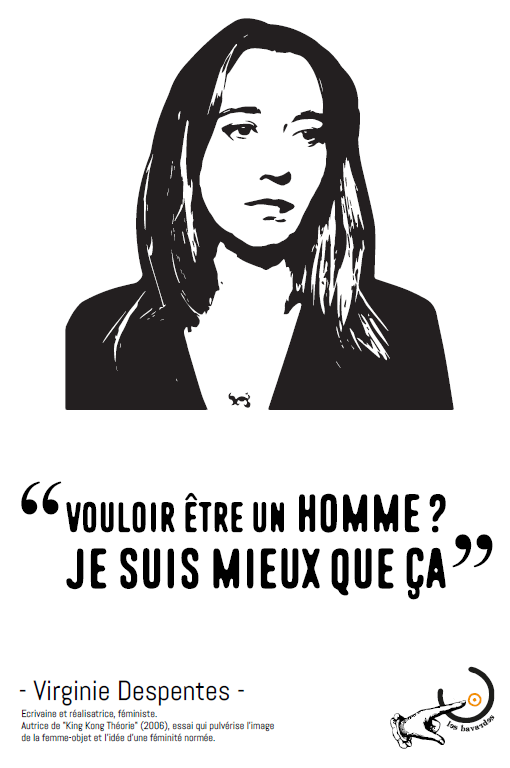 “ VOULOIR ÊTRE UN HOMME ?
JE SUIS MIEUX QUE ÇA ”
- Virginie Despentes -
Ecrivaine et réalisatrice, féministe.
Autrice de "King Kong Théorie" (2006), essai qui pulvérise l'image
de la femme-objet et l'idée d'une féminité normée.
les bavardes